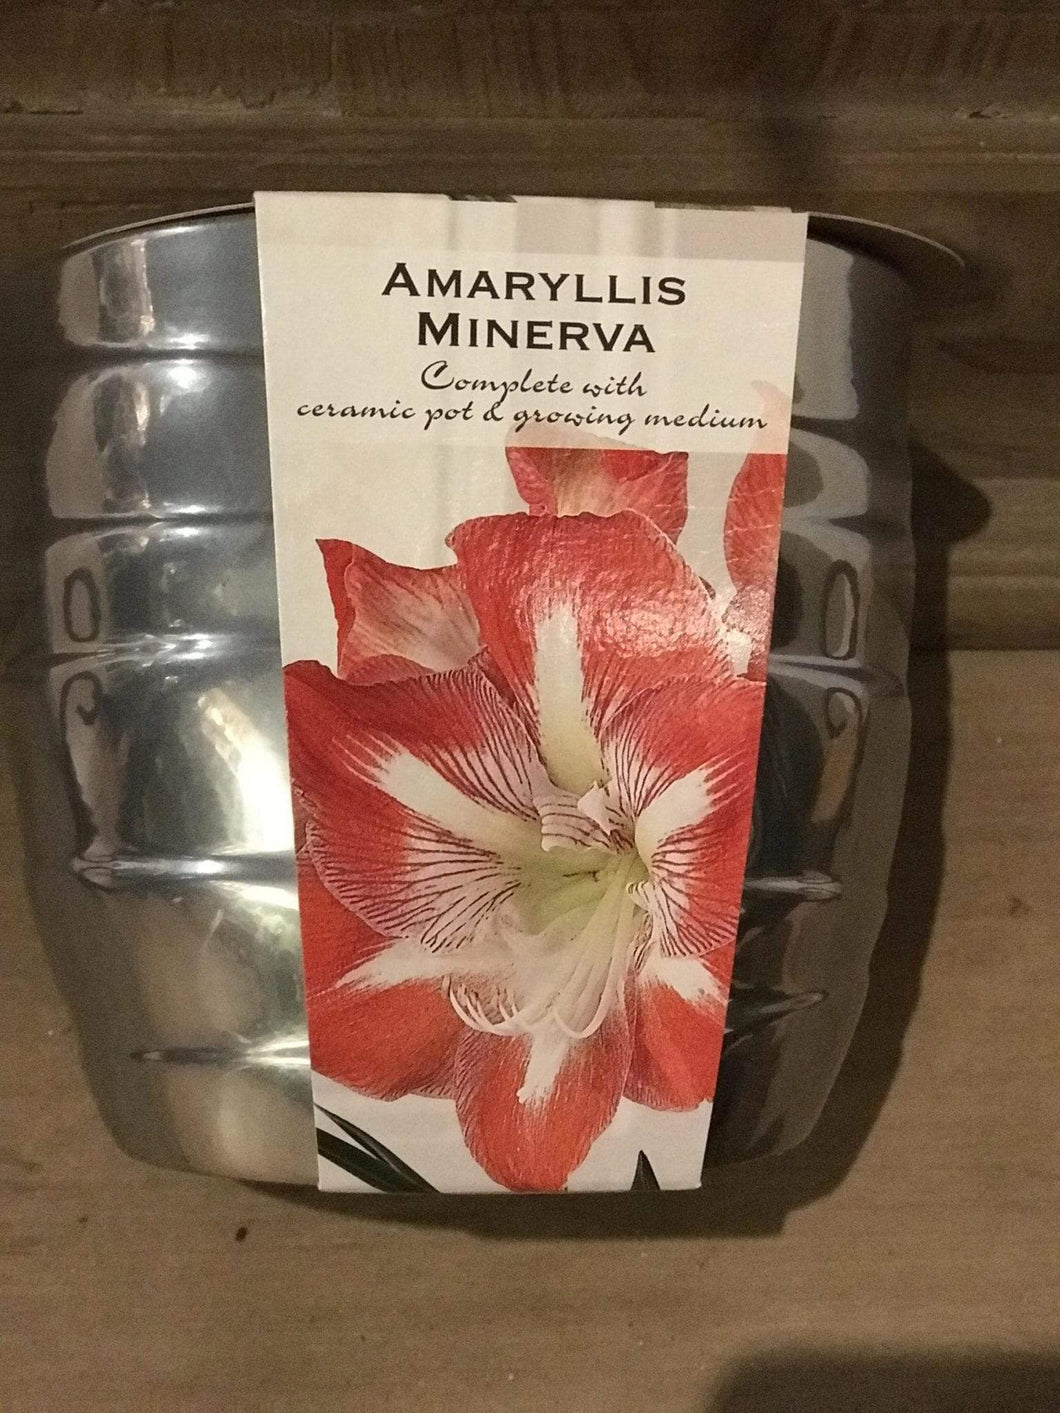 AMARYLLIS
MINERVA
Complete with
ceramic pot & growing medium